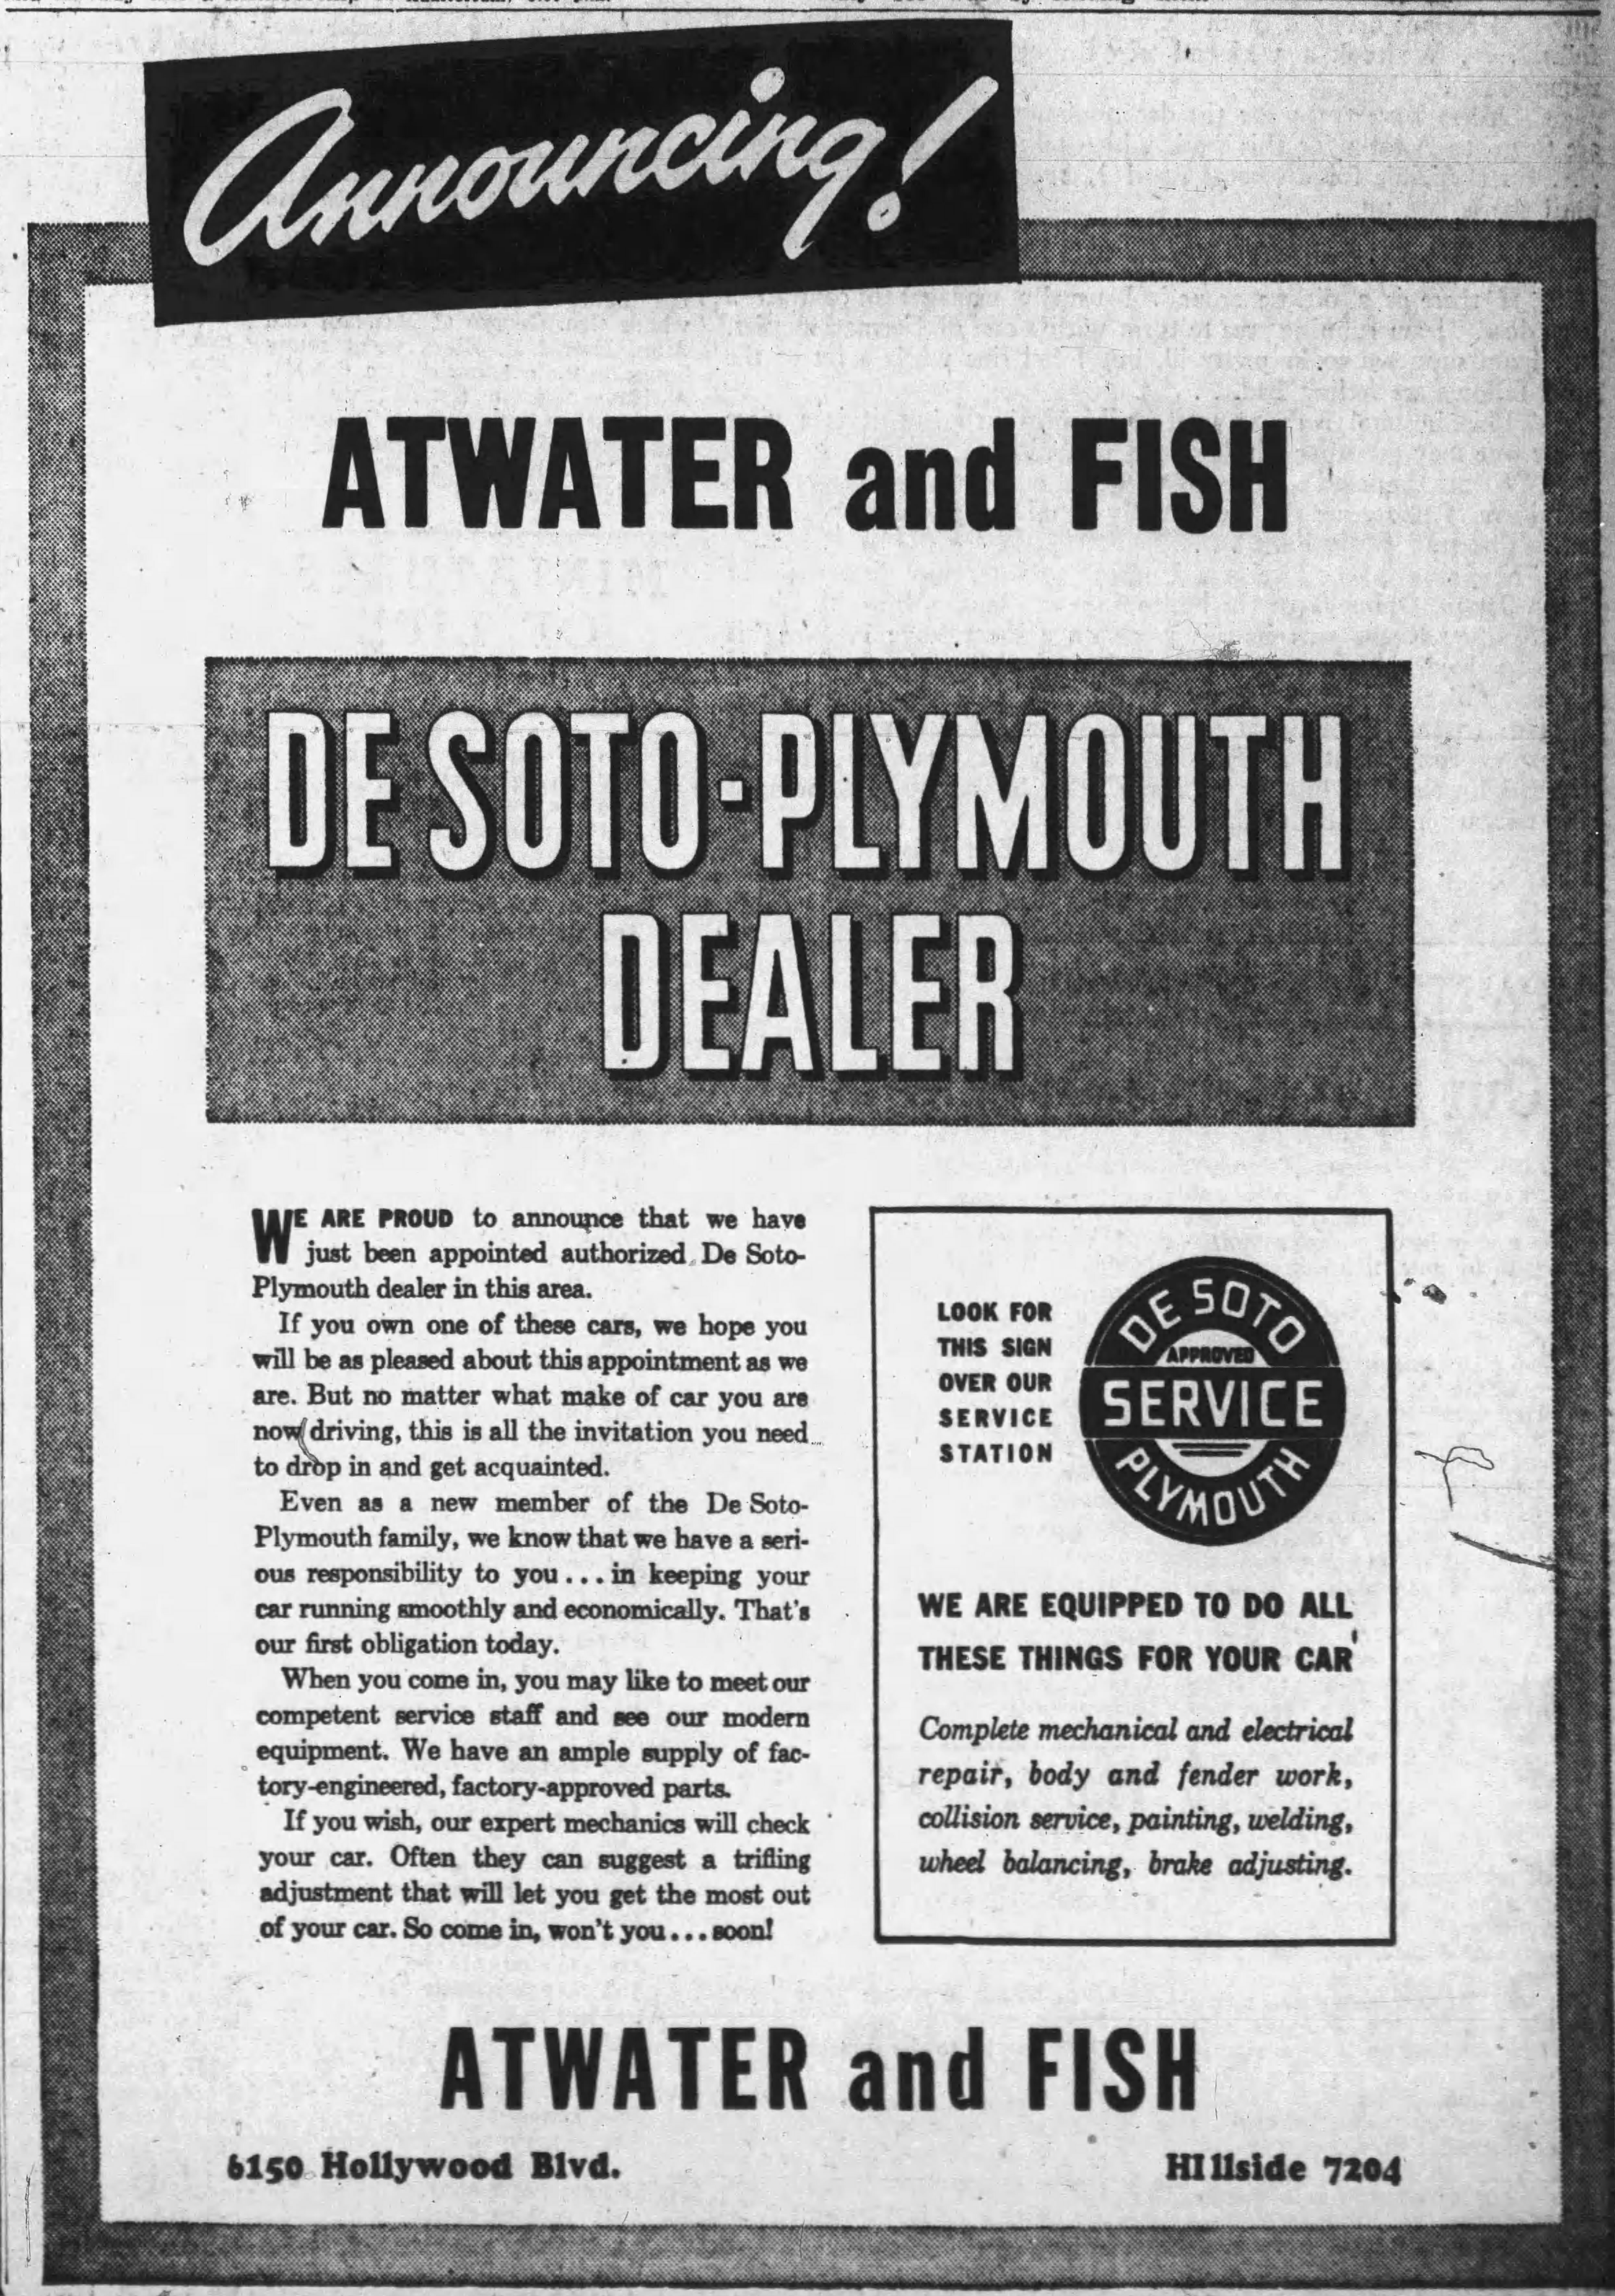 Announcing!
ATWATER and FISH
DE SOTO-PLYMOUTH
DEALER
WE ARE PROUD to announce that we have
just been appointed authorized De Soto-
Plymouth dealer in this area.
If you own one of these cars, we hope you
will be as pleased about this appointment as we
are. But no matter what make of car you are
now driving, this is all the invitation you need
to drop in and get acquainted.
Even as a new member of the De Soto-
Plymouth family, we know that we have a seri-
ous responsibility to you... in keeping your
car running smoothly and economically. That's
our first obligation today.
When you come in, you may like to meet our
competent service staff and see our modern
equipment. We have an ample supply of fac-
tory-engineered, factory-approved parts.
If you wish, our expert mechanics will check
your car. Often they can suggest a trifling
adjustment that will let you get the most out
of your car. So come in, won't you...soon!
LOOK FOR
THIS SIGN
OVER OUR
SERVICE
STATION
DE SOTO
APPROVED
SERVICE
PLYMOUTH
WE ARE EQUIPPED TO DO ALL
THESE THINGS FOR YOUR CAR
Complete mechanical and electrical
repair, body and fender work,
collision service, painting, welding,
wheel balancing, brake adjusting.
ATWATER and FISH
6150 Hollywood Blvd.
HIllside 7204